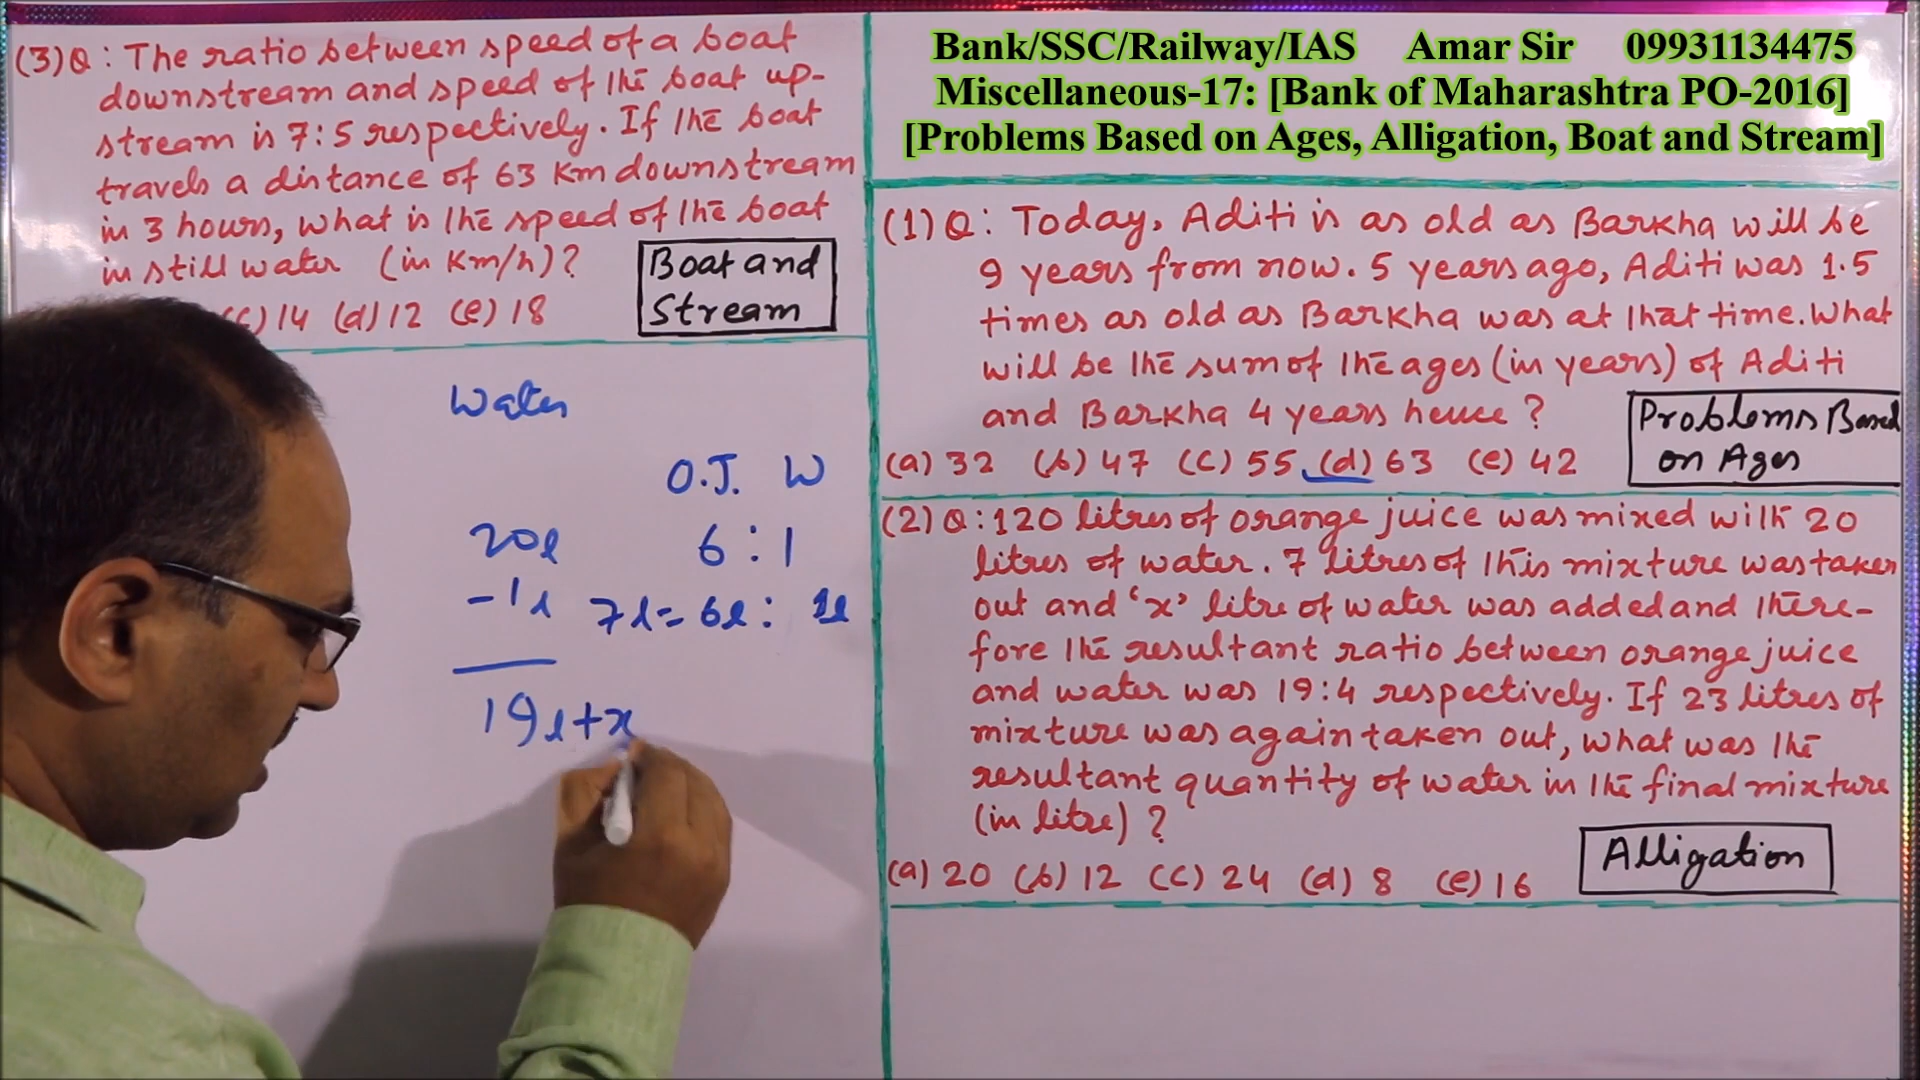 (3) Q: The ratio between speed of a boat
downstream and speed of the boat up-
stream is 7:5 respectively. If the boat
travels a distance of 63 Km downstream
in 3 hours, what is the speed of the boat
in still water (in Km/h)?
(c) 14 (d) 12 (e) 18
Boat and
Stream
Water
O.J. W
20l 6 : 1
-1l 7l = 6l : 1l
19l + x
Bank/SSC/Railway/IAS Amar Sir 09931134475
Miscellaneous-17: [Bank of Maharashtra PO-2016]
[Problems Based on Ages, Alligation, Boat and Stream]
(1) Q: Today, Aditi is as old as Barkha will be
9 years from now. 5 years ago, Aditi was 1.5
times as old as Barkha was at that time. What
will be the sum of the ages (in years) of Aditi
and Barkha 4 years hence?
Problems Based
on Ages
(a) 32 (b) 47 (c) 55 (d) 63 (e) 42
(2) Q: 120 litres of orange juice was mixed with 20
litres of water. 7 litres of this mixture was taken
out and 'x' litre of water was added and there-
fore the resultant ratio between orange juice
and water was 19:4 respectively. If 23 litres of
mixture was again taken out, what was the
resultant quantity of water in the final mixture
(in litre)?
Alligation
(a) 20 (b) 12 (c) 24 (d) 8 (e) 16